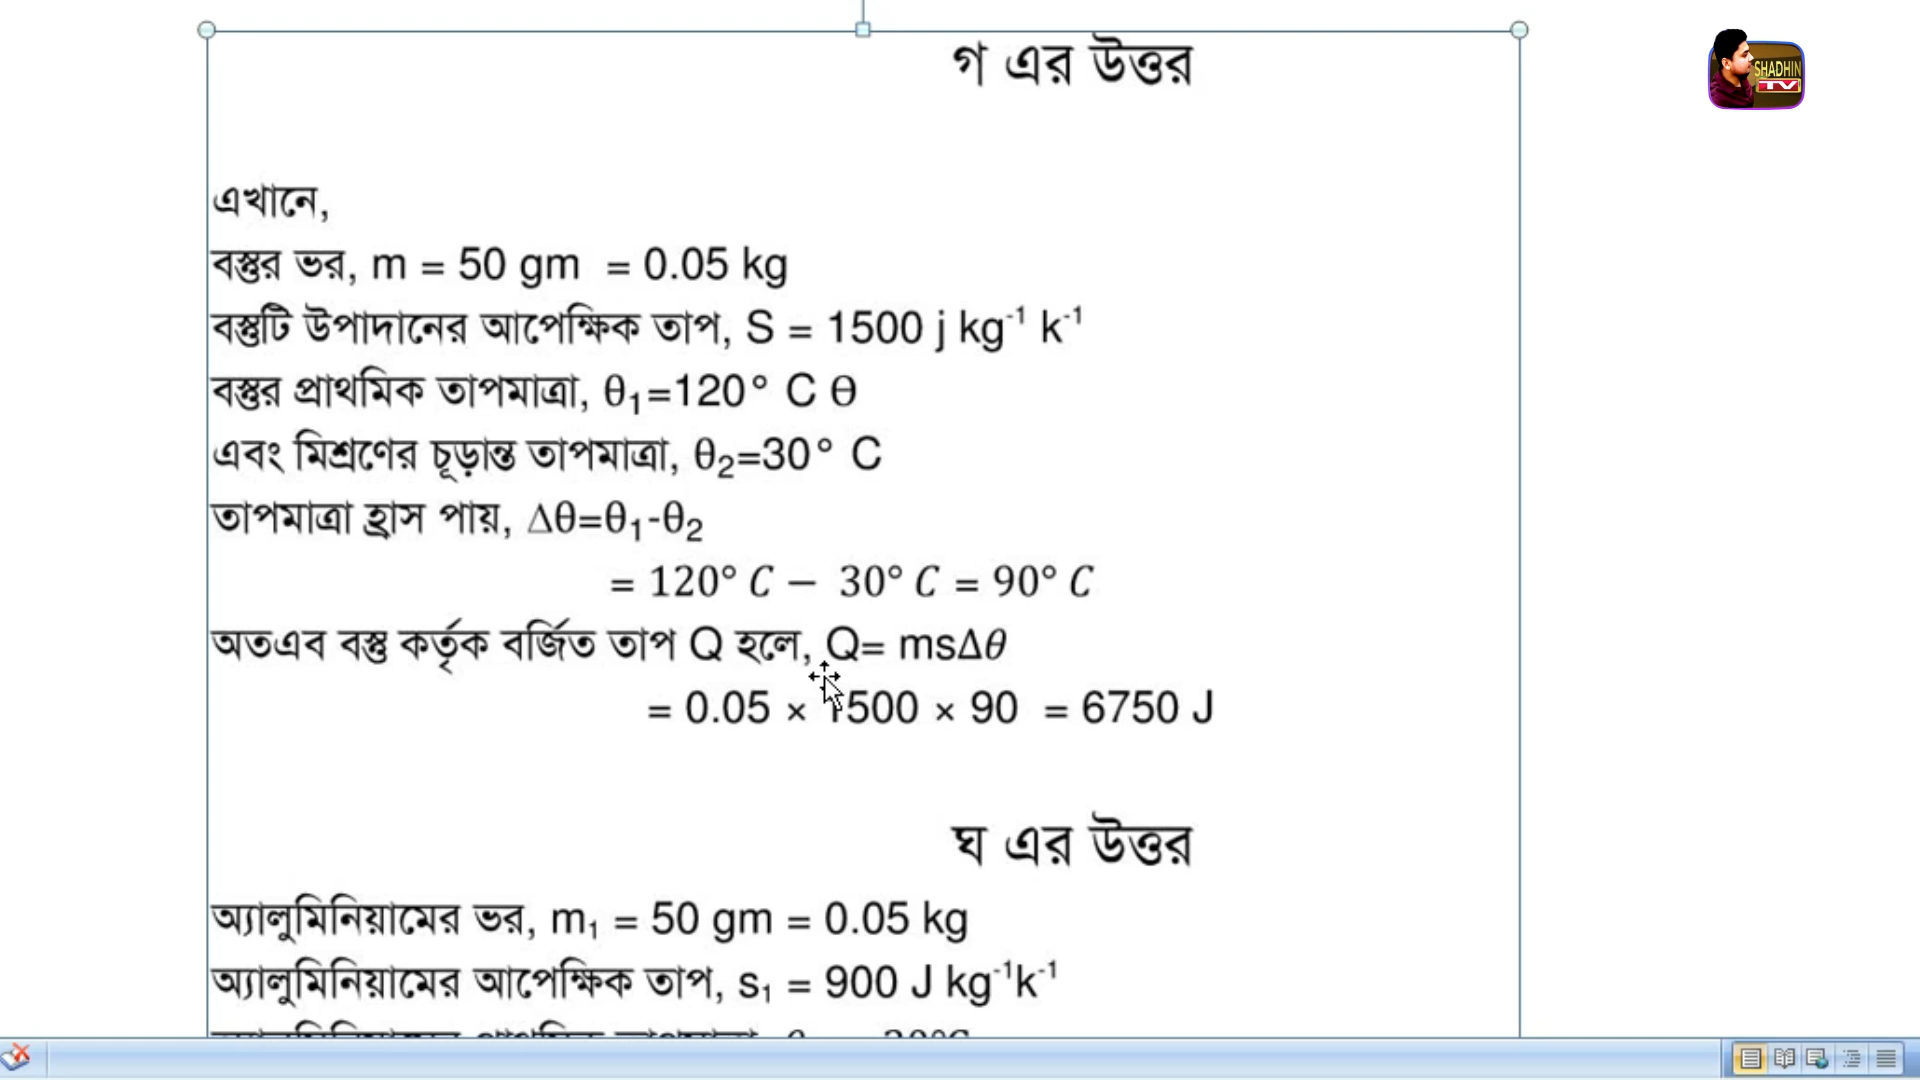 গ এর উত্তর
SHADHIN
TV
এখানে,
বস্তুর ভর, m = 50 gm = 0.05 kg
বস্তুটি উপাদানের আপেক্ষিক তাপ, S = 1500 j kg⁻¹ k⁻¹
বস্তুর প্রাথমিক তাপমাত্রা, θ₁=120° C Θ
এবং মিশ্রণের চূড়ান্ত তাপমাত্রা, θ₂=30° C
তাপমাত্রা হ্রাস পায়, Δθ=θ₁-θ₂
= 120° C − 30° C = 90° C
অতএব বস্তু কর্তৃক বর্জিত তাপ Q হলে, Q= msΔθ
= 0.05 × 1500 × 90 = 6750 J
ঘ এর উত্তর
অ্যালুমিনিয়ামের ভর, m₁ = 50 gm = 0.05 kg
অ্যালুমিনিয়ামের আপেক্ষিক তাপ, s₁ = 900 J kg⁻¹k⁻¹